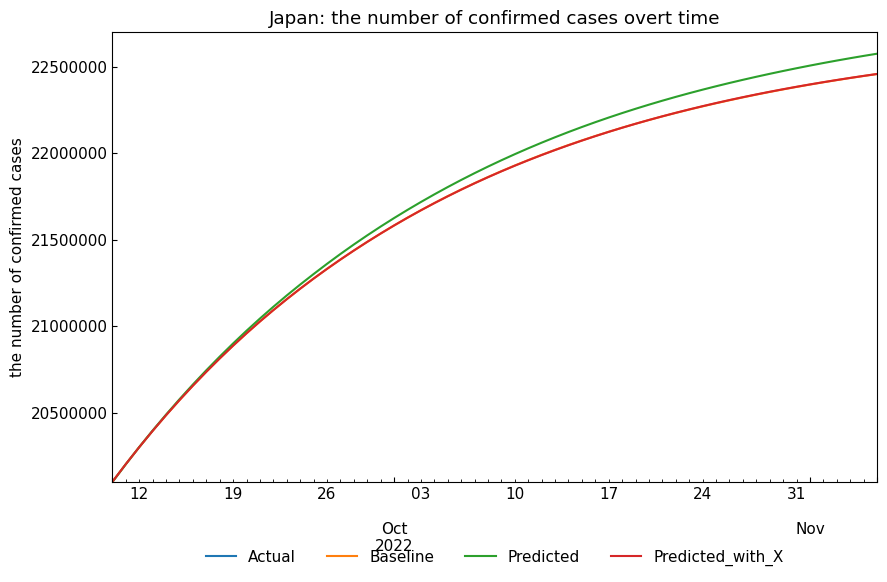 Japan: the number of confirmed cases overt time
the number of confirmed cases
22500000
22000000
21500000
21000000
20500000
12 19 26 03 10 17 24 31
Oct Nov
2022
Actual Baseline Predicted Predicted_with_X